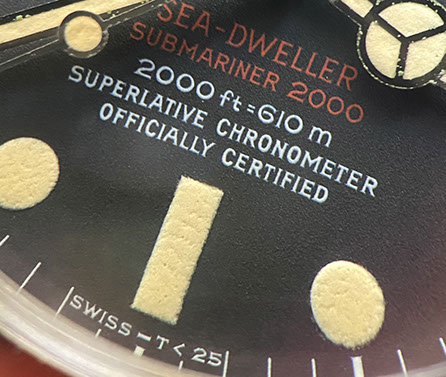 SEA-DWELLER
SUBMARINER 2000
2000 ft = 610 m
SUPERLATIVE CHRONOMETER
OFFICIALLY CERTIFIED
SWISS - T < 25